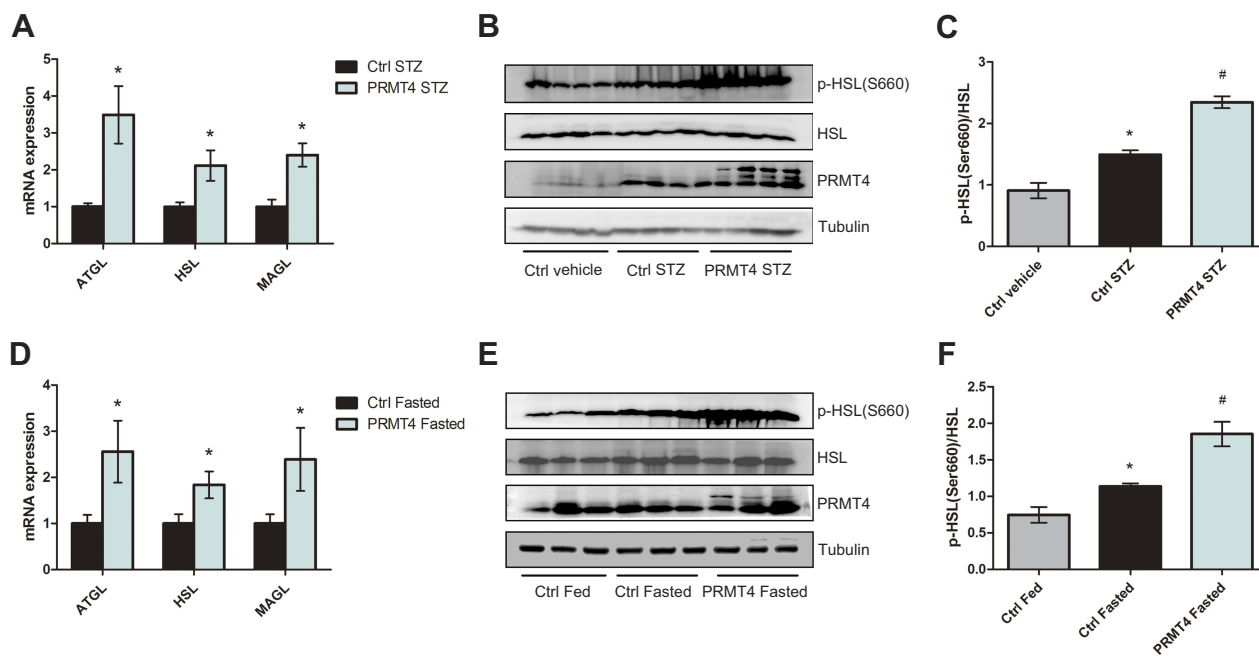 A
mRNA expression
5
4
3
2
1
0
*
*
*
ATGL
HSL
MAGL
Ctrl STZ
PRMT4 STZ
B
p-HSL(S660)
HSL
PRMT4
Tubulin
Ctrl vehicle
Ctrl STZ
PRMT4 STZ
C
p-HSL(Ser660)/HSL
3
2
1
0
*
#
Ctrl vehicle
Ctrl STZ
PRMT4 STZ
D
mRNA expression
4
3
2
1
0
*
*
*
ATGL
HSL
MAGL
Ctrl Fasted
PRMT4 Fasted
E
p-HSL(S660)
HSL
PRMT4
Tubulin
Ctrl Fed
Ctrl Fasted
PRMT4 Fasted
F
p-HSL(Ser660)/HSL
2.5
2.0
1.5
1.0
0.5
0.0
*
#
Ctrl Fed
Ctrl Fasted
PRMT4 Fasted